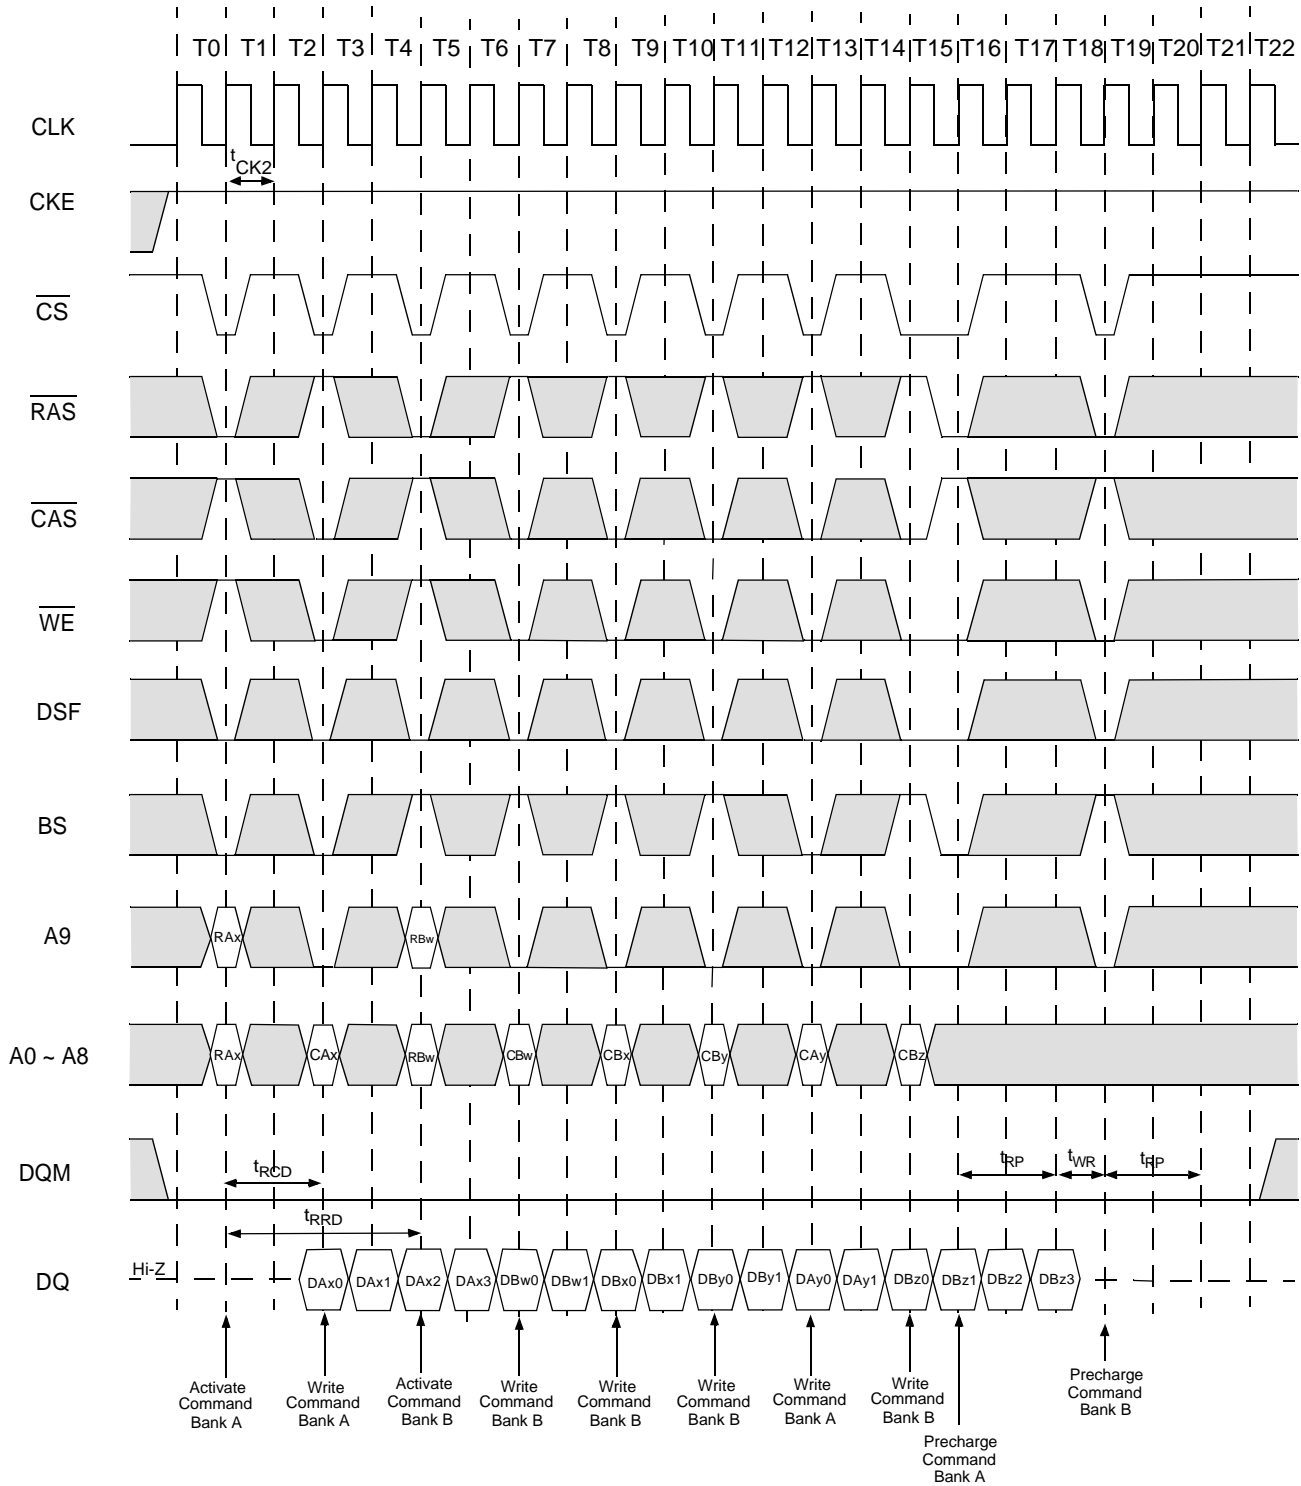 T0 T1 T2 T3 T4 T5 T6 T7 T8 T9 T10 T11 T12 T13 T14 T15 T16 T17 T18 T19 T20 T21 T22
CLK
tCK2
CKE
CS
RAS
CAS
WE
DSF
BS
A9
RAx RBw
A0 ~ A8
RAx CAx RBw CBw CBx CBy CAy CBz
DQM
tRCD tRP tWR tRP
tRRD
DQ
Hi-Z
DAx0 DAx1 DAx2 DAx3 DBw0 DBw1 DBx0 DBx1 DBy0 DBy1 DAy0 DAy1 DBz0 DBz1 DBz2 DBz3
Activate
Command
Bank A
Write
Command
Bank A
Activate
Command
Bank B
Write
Command
Bank B
Write
Command
Bank B
Write
Command
Bank B
Write
Command
Bank A
Write
Command
Bank B
Precharge
Command
Bank A
Precharge
Command
Bank B